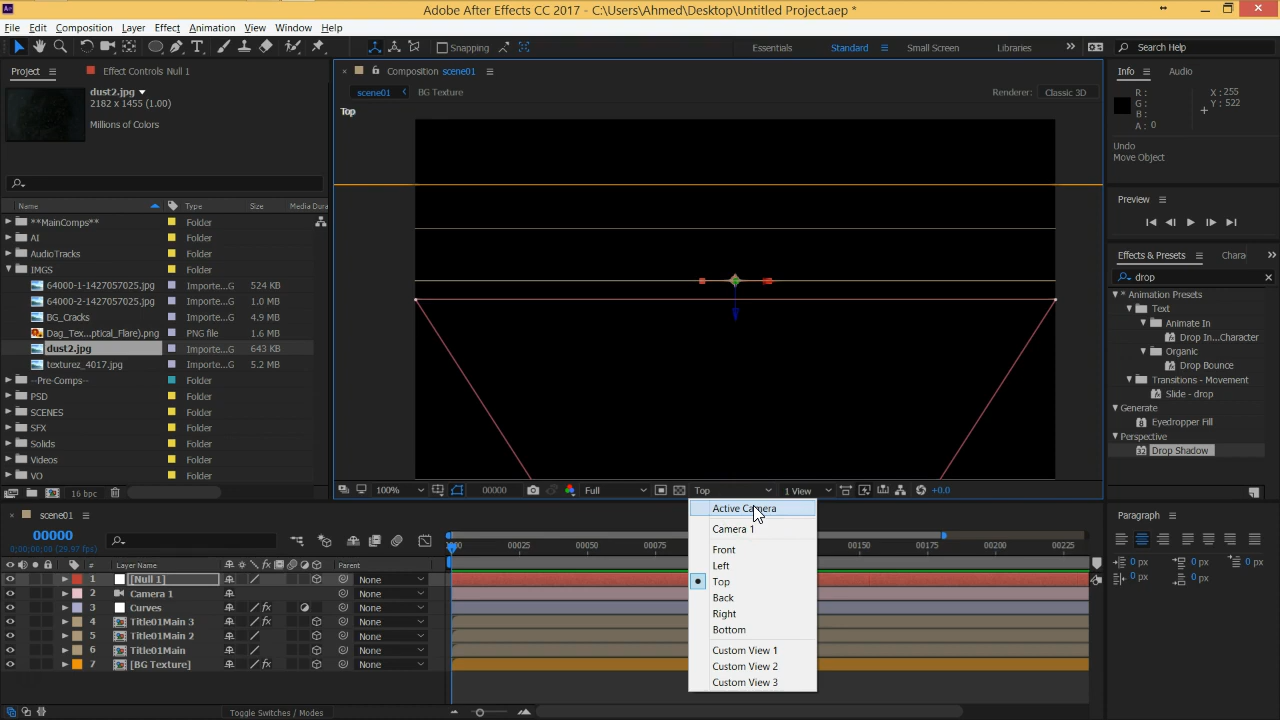 Adobe After Effects CC 2017 - C:\Users\Ahmed\Desktop\Untitled Project.aep *
File Edit Composition Layer Effect Animation View Window Help
Snapping Essentials Standard Small Screen Libraries Search Help
Project Effect Controls Null 1
Composition scene01
Info Audio
dust2.jpg
2182 x 1455 (1.00)
Millions of Colors
scene01 BG Texture Renderer: Classic 3D
Top
R: X: 255
G: Y: 522
B:
A: 0
Undo
Move Object
Preview
Effects & Presets Chara
drop
Name Type Size Media Dura
**MainComps** Folder
AI Folder
AudioTracks Folder
IMGS Folder
64000-1-1427057025.jpg Importe...G 524 KB
64000-2-1427057025.jpg Importe...G 1.0 MB
BG_Cracks Importe...G 4.9 MB
Dag_Tex...ptical_Flare).png PNG file 1.6 MB
dust2.jpg Importe...G 643 KB
texturez_4017.jpg Importe...G 5.2 MB
--Pre-Comps-- Folder
PSD Folder
SCENES Folder
SFX Folder
Solids Folder
Videos Folder
VO Folder
* Animation Presets
Text
Animate In
Drop In...Character
Organic
Drop Bounce
Transitions - Movement
Slide - drop
Generate
Eyedropper Fill
Perspective
32 Drop Shadow
16 bpc
100% 00000 Full Top 1 View +0.0
Active Camera
Camera 1
Front
Left
Top
Back
Right
Bottom
Custom View 1
Custom View 2
Custom View 3
scene01
00000
0;00;00;00 (29.97 fps)
00025 00050 00075 00150 00175 00200 00225
# Layer Name Parent
1 [Null 1] None
2 Camera 1 None
3 Curves None
4 Title01Main 3 None
5 Title01Main 2 None
6 Title01Main None
7 [BG Texture] None
Toggle Switches / Modes
Paragraph
+0 px +0 px +0 px
+0 px +0 px